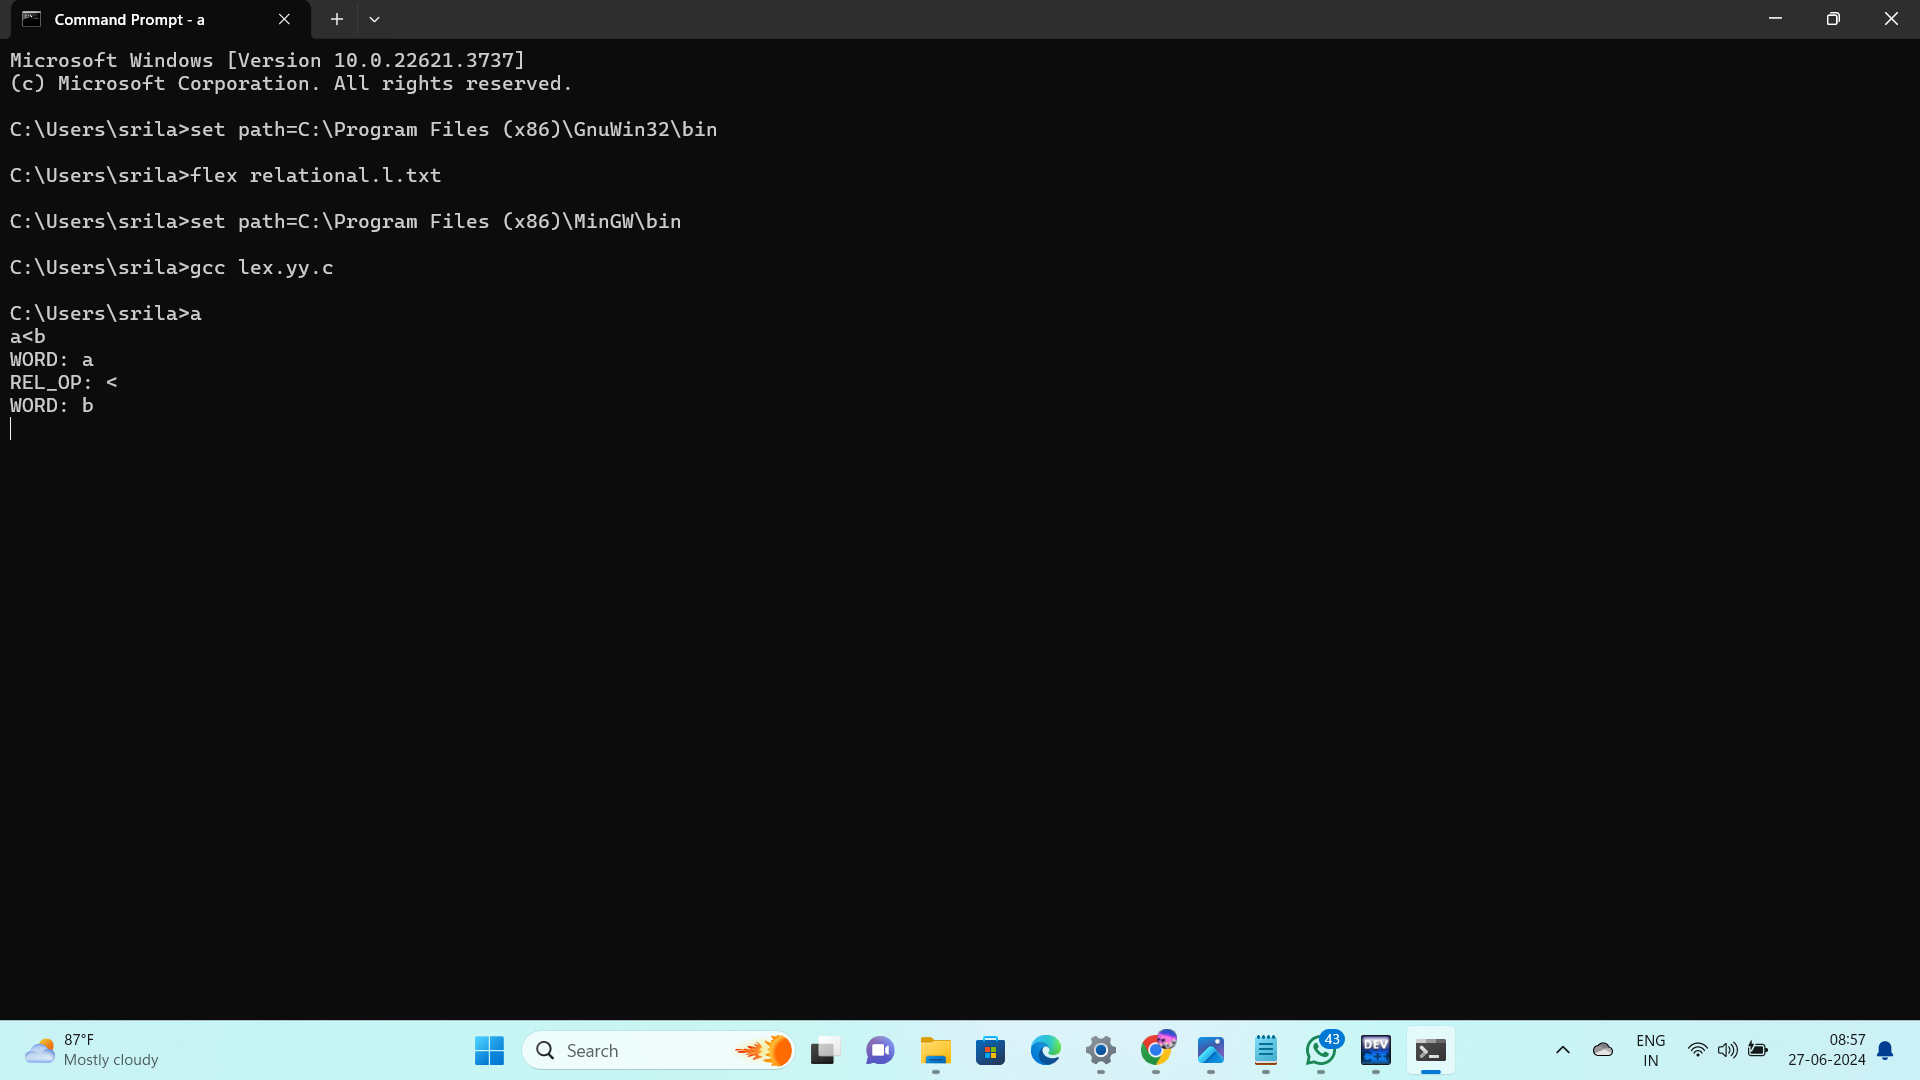 Command Prompt - a
Microsoft Windows [Version 10.0.22621.3737]
(c) Microsoft Corporation. All rights reserved.
C:\Users\srila>set path=C:\Program Files (x86)\GnuWin32\bin
C:\Users\srila>flex relational.l.txt
C:\Users\srila>set path=C:\Program Files (x86)\MinGW\bin
C:\Users\srila>gcc lex.yy.c
C:\Users\srila>a
a<b
WORD: a
REL_OP: <
WORD: b
87°F
Mostly cloudy
Search
43
DEV
C++
ENG
IN
08:57
27-06-2024